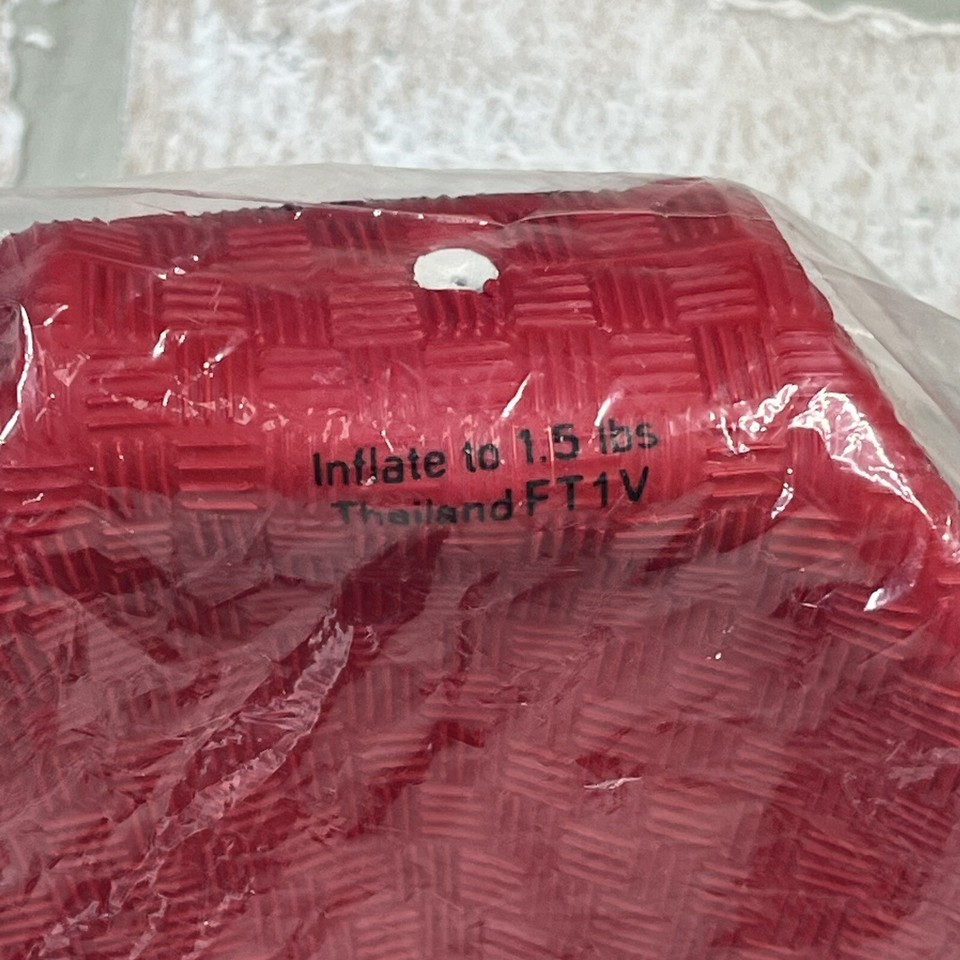 Inflate to 1.5 lbs
Thailand FT1V